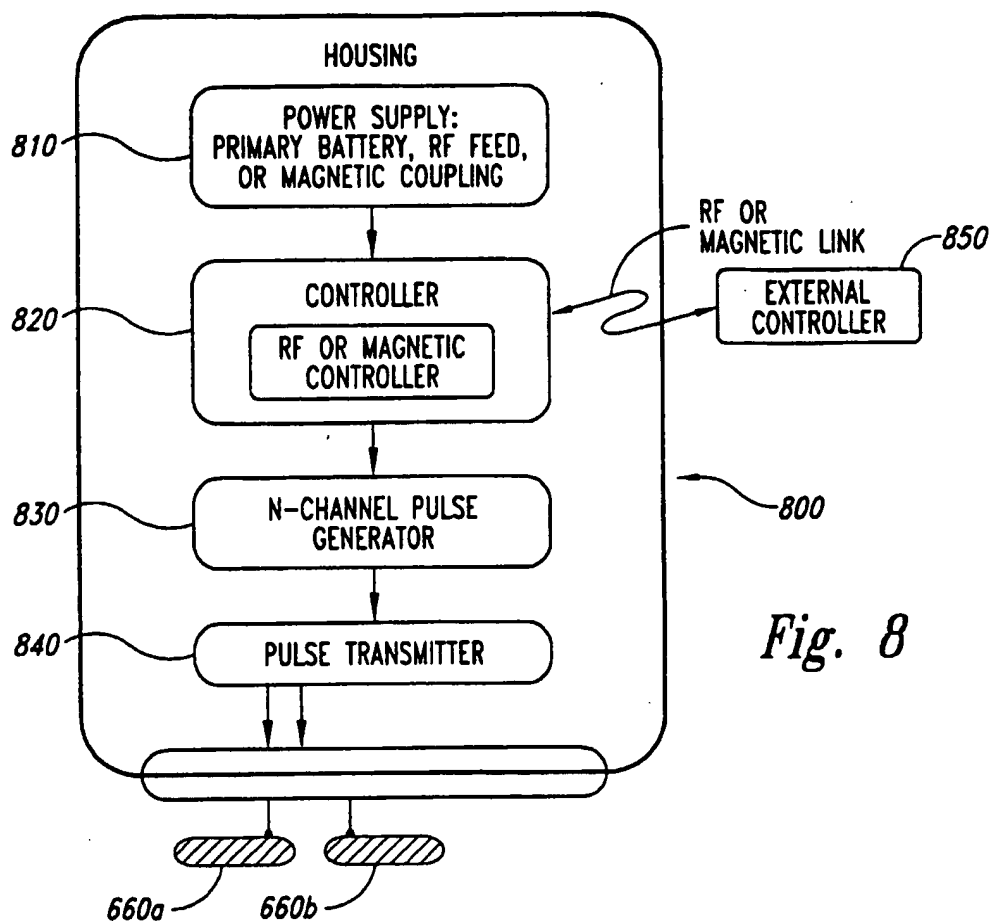 HOUSING
810
POWER SUPPLY:
PRIMARY BATTERY, RF FEED,
OR MAGNETIC COUPLING
RF OR
MAGNETIC LINK
850
EXTERNAL
CONTROLLER
820
CONTROLLER
RF OR MAGNETIC
CONTROLLER
830
N-CHANNEL PULSE
GENERATOR
800
840
PULSE TRANSMITTER
Fig. 8
660a
660b